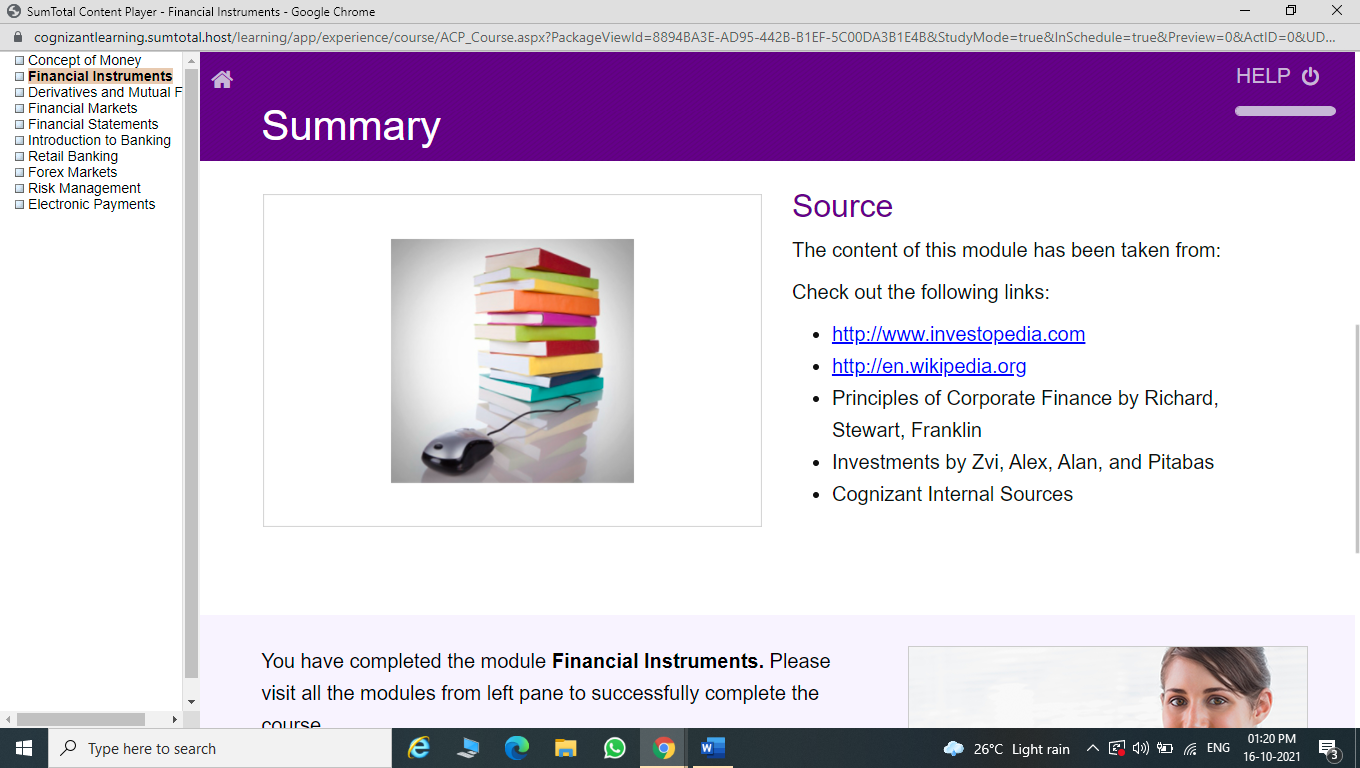 SumTotal Content Player - Financial Instruments - Google Chrome
cognizantlearning.sumtotal.host/learning/app/experience/course/ACP_Course.aspx?PackageViewId=8894BA3E-AD95-442B-B1EF-5C00DA3B1E4B&StudyMode=true&InSchedule=true&Preview=0&ActID=0&UD...
Concept of Money
Financial Instruments
Derivatives and Mutual F
Financial Markets
Financial Statements
Introduction to Banking
Retail Banking
Forex Markets
Risk Management
Electronic Payments
HELP
Summary
Source
The content of this module has been taken from:
Check out the following links:
• http://www.investopedia.com
• http://en.wikipedia.org
• Principles of Corporate Finance by Richard,
Stewart, Franklin
• Investments by Zvi, Alex, Alan, and Pitabas
• Cognizant Internal Sources
You have completed the module Financial Instruments. Please
visit all the modules from left pane to successfully complete the
course
Type here to search
26°C Light rain
ENG
01:20 PM
16-10-2021
3